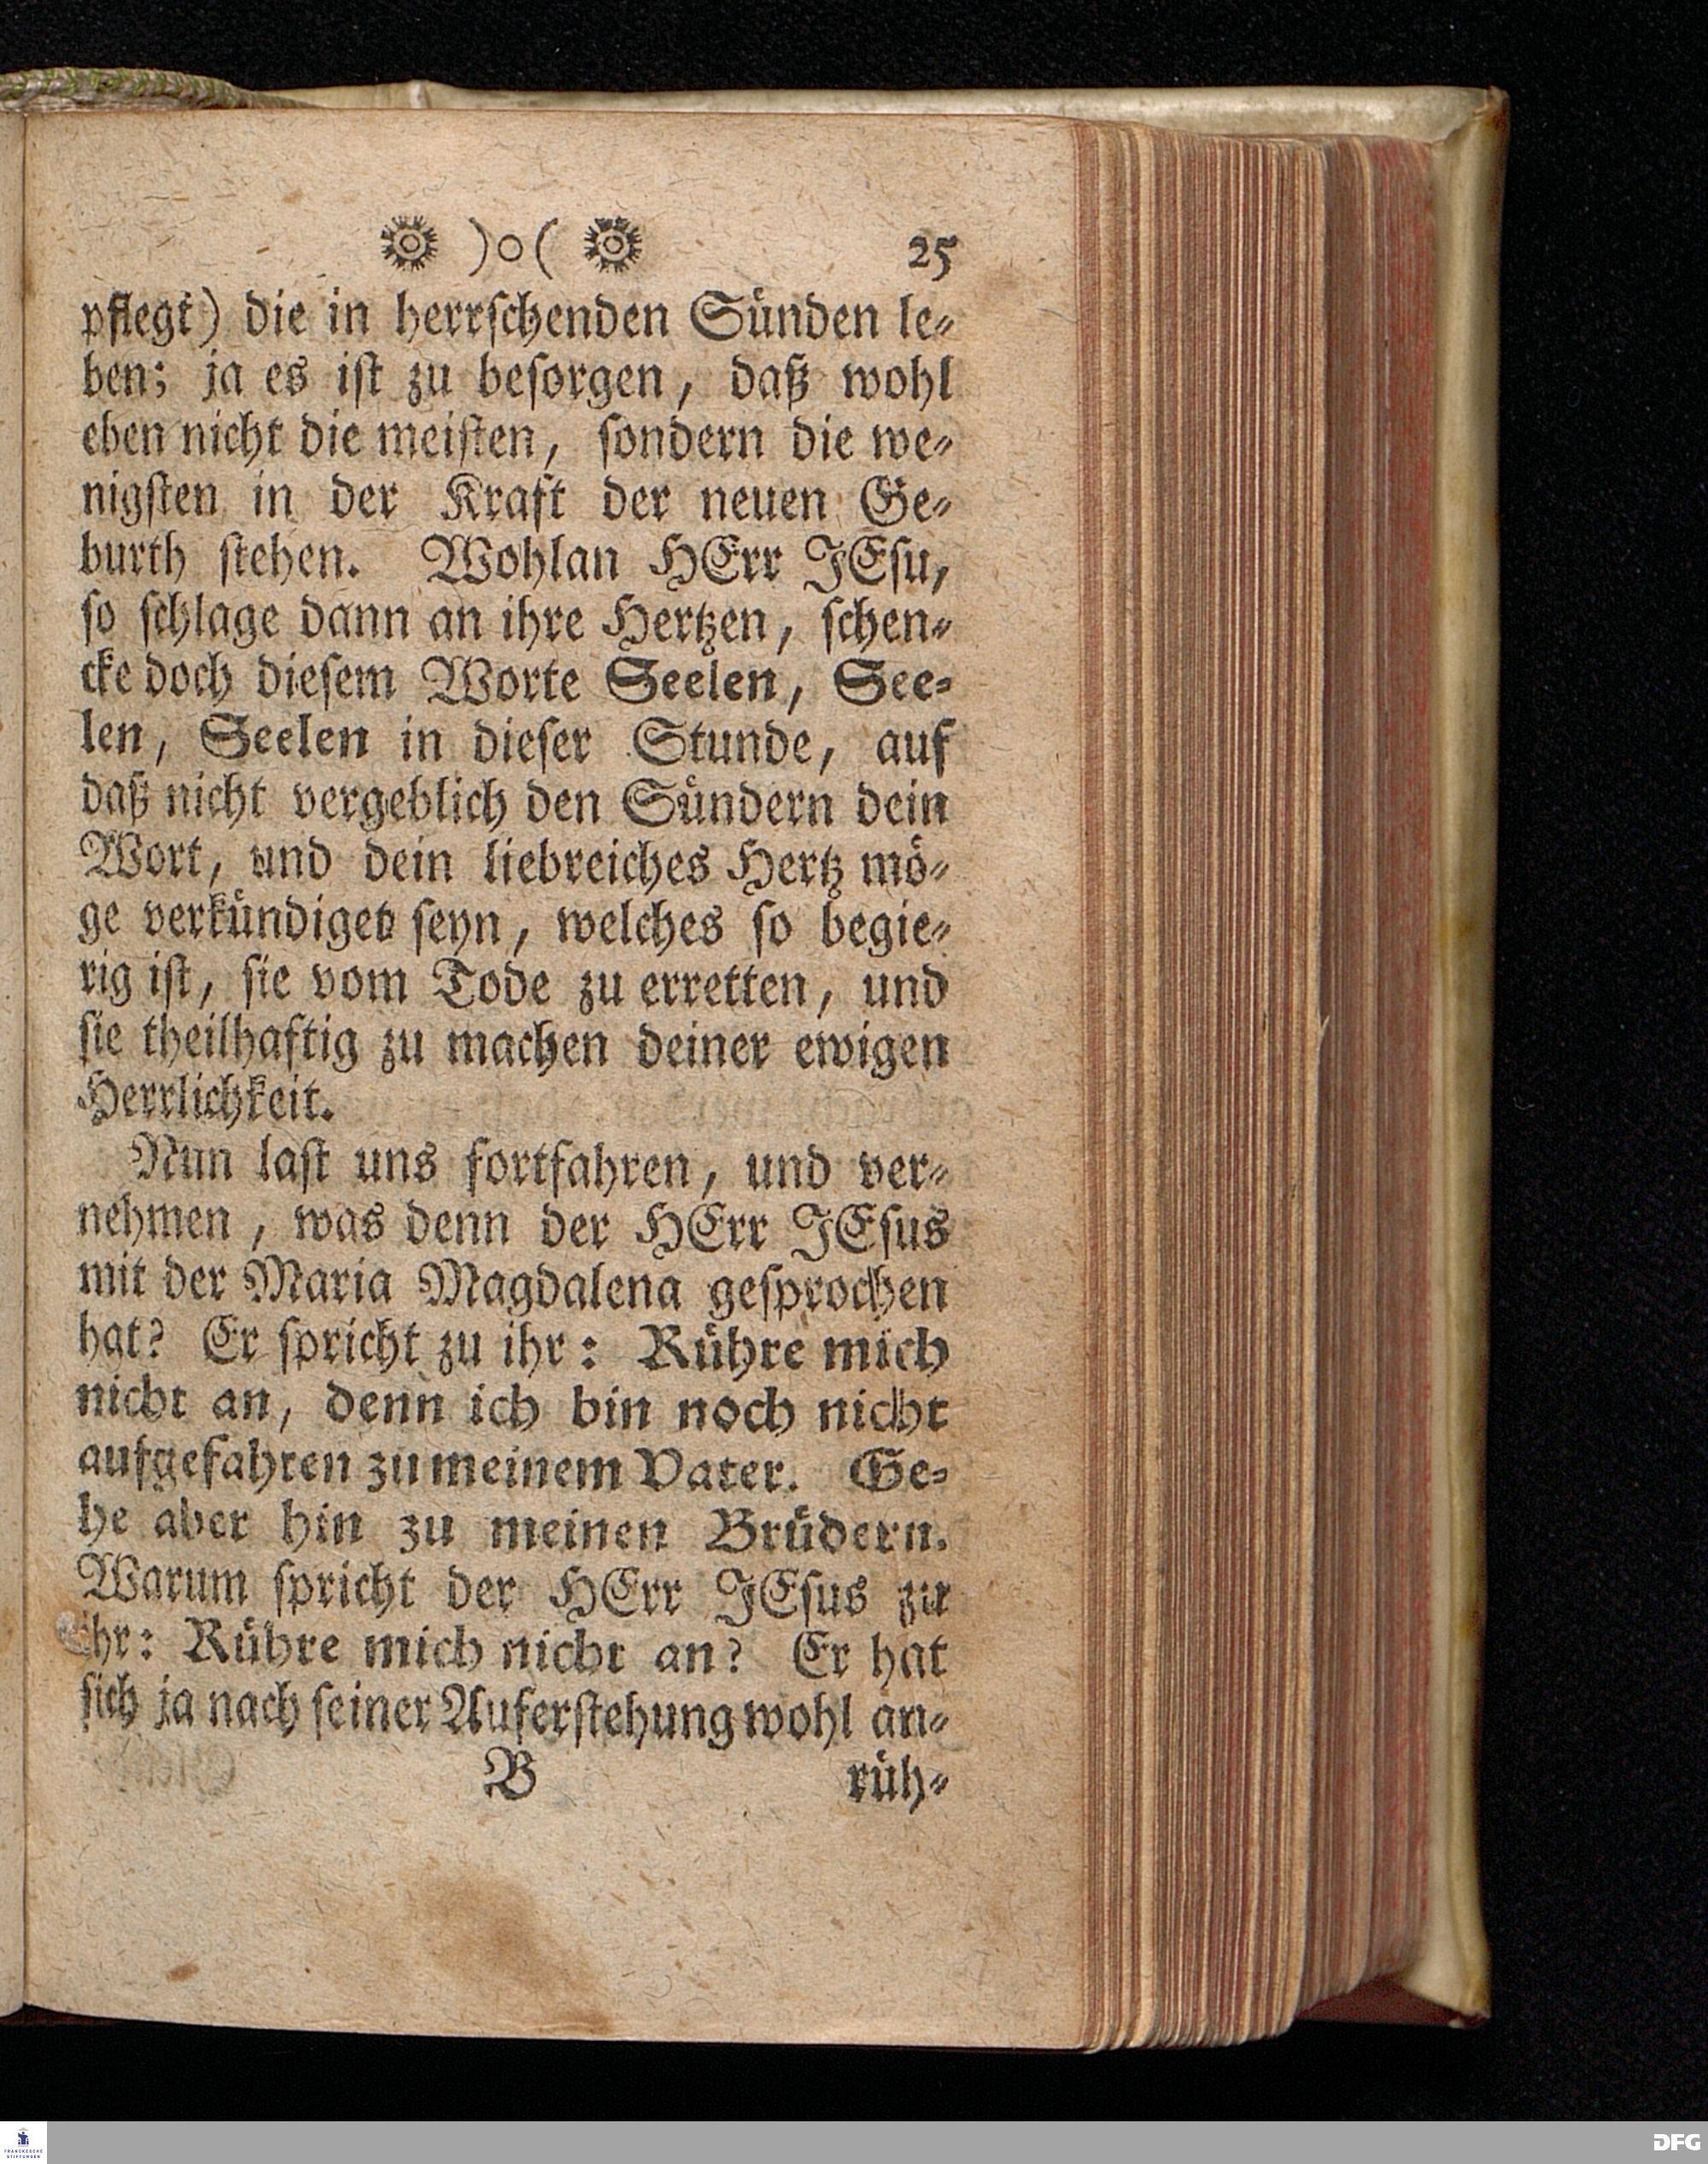 )o( 25
pflegt) die in herrschenden Sünden le-
ben; ja es ist zu besorgen, daß wohl
eben nicht die meisten, sondern die we-
nigsten in der Kraft der neuen Ge-
burth stehen. Wohlan HErr JEsu,
so schlage dann an ihre Hertzen, schen-
cke doch diesem Worte Seelen, See-
len, Seelen in dieser Stunde, auf
daß nicht vergeblich den Sündern dein
Wort, und dein liebreiches Hertz mö-
ge verkündiget seyn, welches so begie-
rig ist, sie vom Tode zu erretten, und
sie theilhaftig zu machen deiner ewigen
Herrlichkeit.
Nun last uns fortfahren, und ver-
nehmen, was denn der HErr JEsus
mit der Maria Magdalena gesprochen
hat? Er spricht zu ihr: Rühre mich
nicht an, denn ich bin noch nicht
aufgefahren zu meinem Vater. Ge-
he aber hin zu meinen Brüdern.
Warum spricht der HErr JEsus zu
ihr: Rühre mich nicht an? Er hat
sich ja nach seiner Auferstehung wohl an-
B rüh-
FRANCKESCHE
STIFTUNGEN
DFG